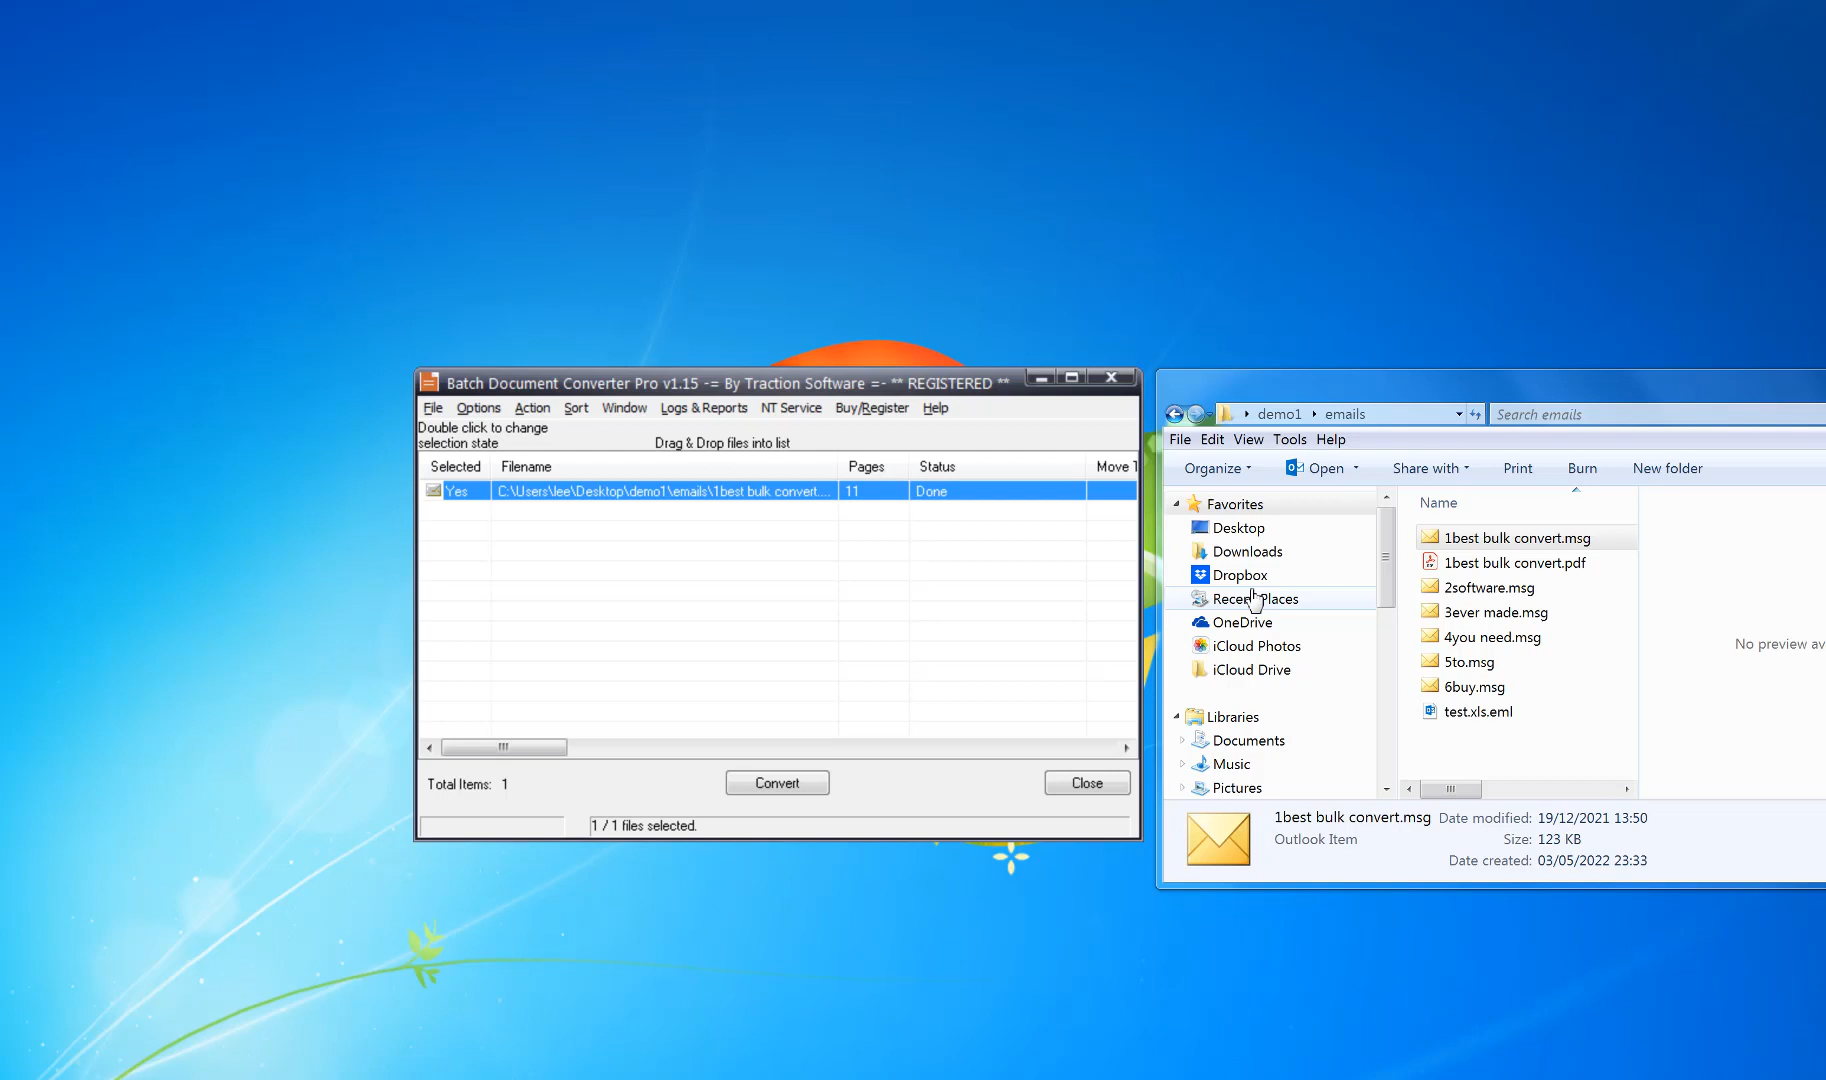 Batch Document Converter Pro v1.15 -= By Traction Software =- ** REGISTERED **
File Options Action Sort Window Logs & Reports NT Service Buy/Register Help
Double click to change
selection state
Drag & Drop files into list
Selected Filename Pages Status Move T
Yes C:\Users\lee\Desktop\demo1\emails\1best bulk convert.... 11 Done
Total Items: 1
Convert
Close
1 / 1 files selected.
demo1 emails
Search emails
File Edit View Tools Help
Organize Open Share with Print Burn New folder
Favorites
Desktop
Downloads
Dropbox
Recent Places
OneDrive
iCloud Photos
iCloud Drive
Libraries
Documents
Music
Pictures
Name
1best bulk convert.msg
1best bulk convert.pdf
2software.msg
3ever made.msg
4you need.msg
5to.msg
6buy.msg
test.xls.eml
No preview av
1best bulk convert.msg Date modified: 19/12/2021 13:50
Outlook Item Size: 123 KB
Date created: 03/05/2022 23:33